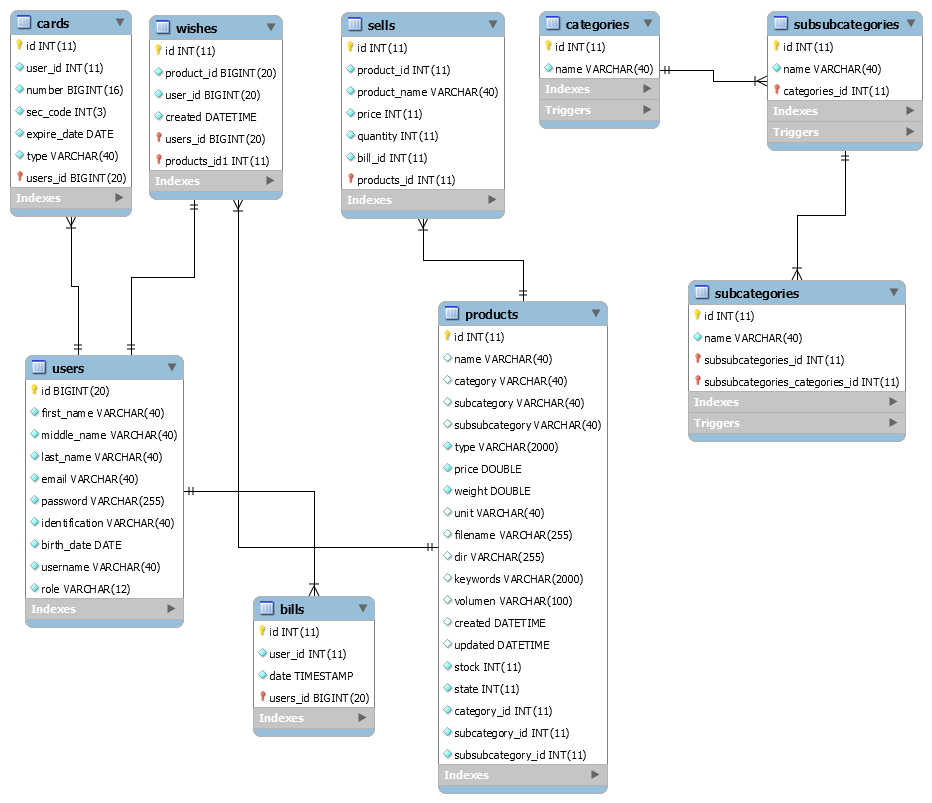 cards
id INT(11)
user_id INT(11)
number BIGINT(16)
sec_code INT(3)
expire_date DATE
type VARCHAR(40)
users_id BIGINT(20)
Indexes
wishes
id INT(11)
product_id BIGINT(20)
user_id BIGINT(20)
created DATETIME
users_id BIGINT(20)
products_id1 INT(11)
Indexes
sells
id INT(11)
product_id INT(11)
product_name VARCHAR(40)
price INT(11)
quantity INT(11)
bill_id INT(11)
products_id INT(11)
Indexes
categories
id INT(11)
name VARCHAR(40)
Indexes
Triggers
subsubcategories
id INT(11)
name VARCHAR(40)
categories_id INT(11)
Indexes
Triggers
subcategories
id INT(11)
name VARCHAR(40)
subsubcategories_id INT(11)
subsubcategories_categories_id INT(11)
Indexes
Triggers
users
id BIGINT(20)
first_name VARCHAR(40)
middle_name VARCHAR(40)
last_name VARCHAR(40)
email VARCHAR(40)
password VARCHAR(255)
identification VARCHAR(40)
birth_date DATE
username VARCHAR(40)
role VARCHAR(12)
Indexes
bills
id INT(11)
user_id INT(11)
date TIMESTAMP
users_id BIGINT(20)
Indexes
products
id INT(11)
name VARCHAR(40)
category VARCHAR(40)
subcategory VARCHAR(40)
subsubcategory VARCHAR(40)
type VARCHAR(2000)
price DOUBLE
weight DOUBLE
unit VARCHAR(40)
filename VARCHAR(255)
dir VARCHAR(255)
keywords VARCHAR(2000)
volumen VARCHAR(100)
created DATETIME
updated DATETIME
stock INT(11)
state INT(11)
category_id INT(11)
subcategory_id INT(11)
subsubcategory_id INT(11)
Indexes